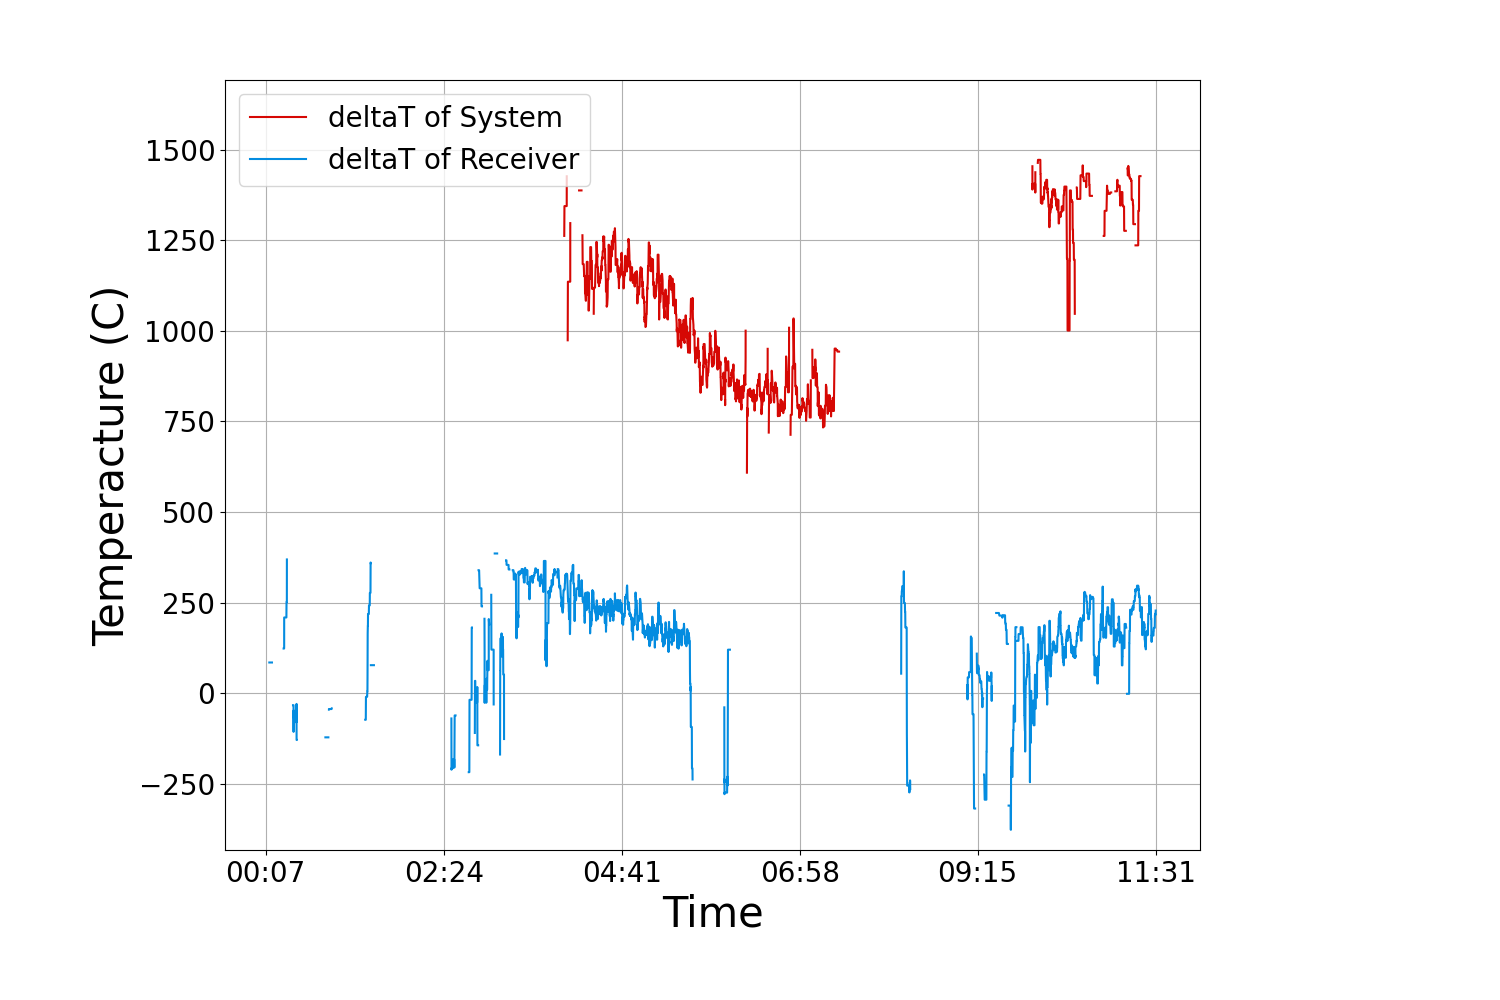 deltaT of System
deltaT of Receiver
Temperacture (C)
1500
1250
1000
750
500
250
0
−250
00:07 02:24 04:41 06:58 09:15 11:31
Time